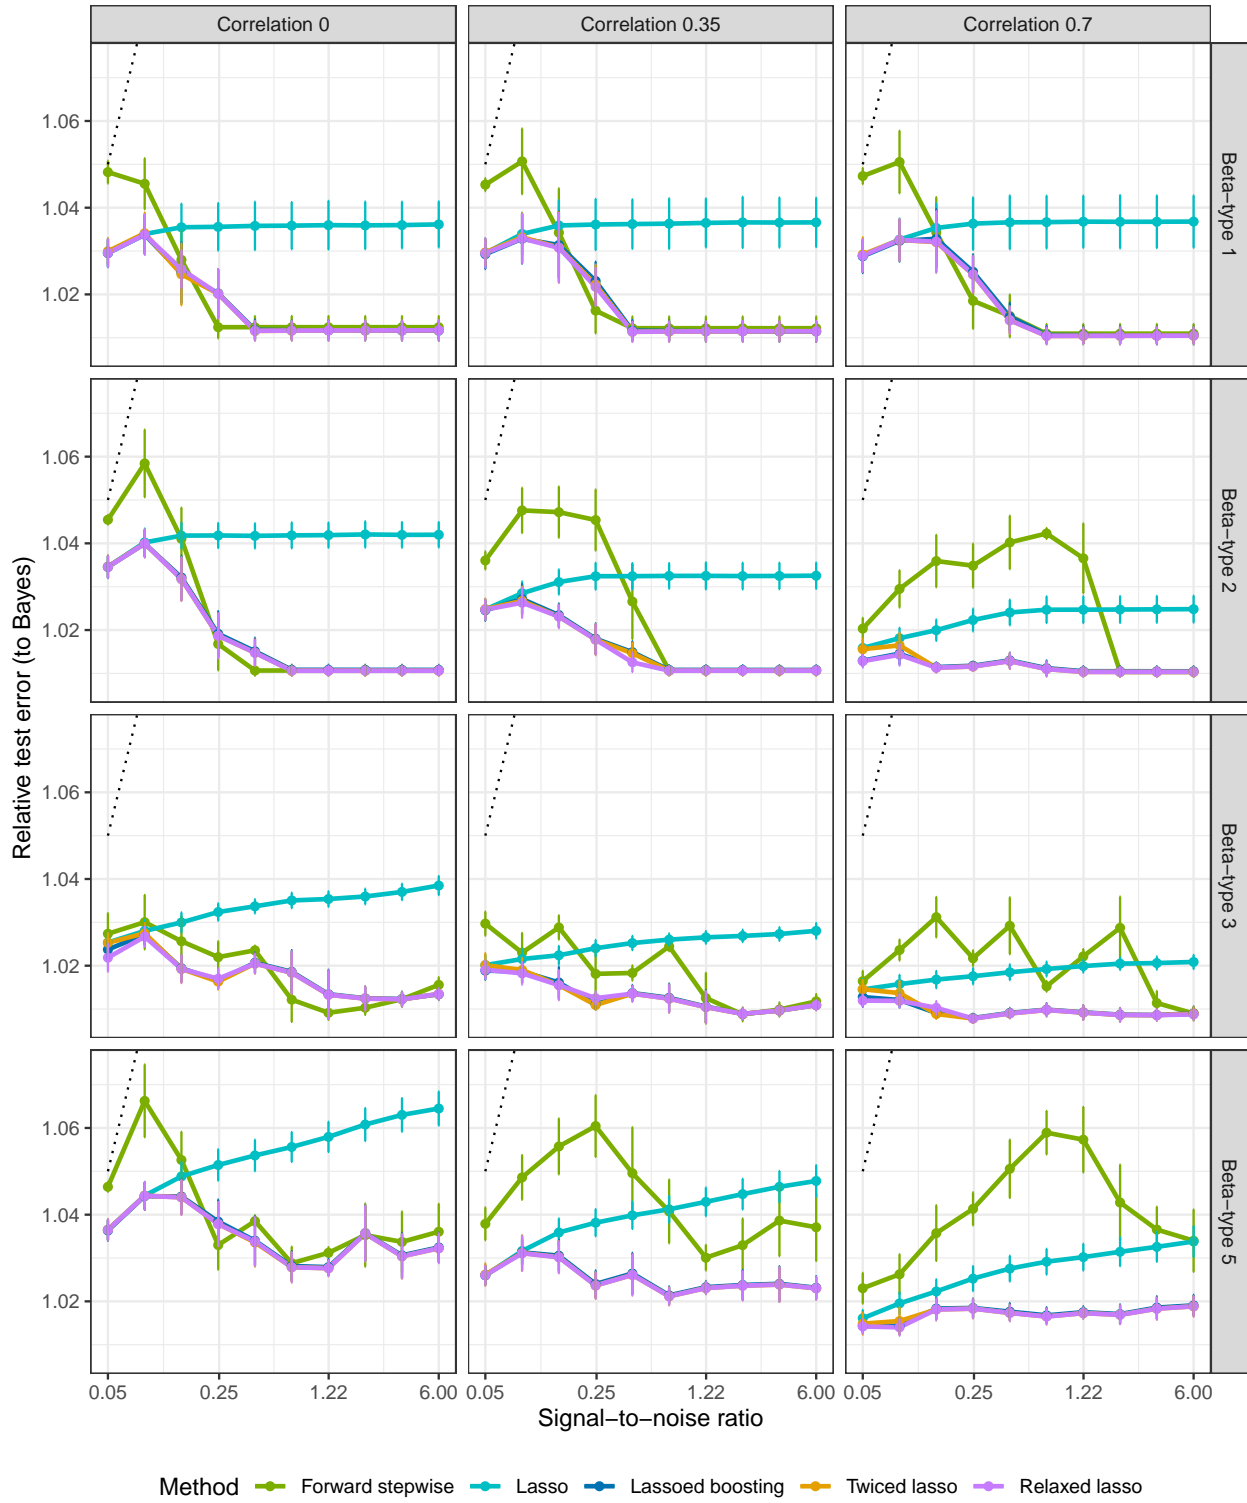 Correlation 0
Correlation 0.35
Correlation 0.7
Relative test error (to Bayes)
1.06
1.04
1.02
Beta−type 1
1.06
1.04
1.02
Beta−type 2
1.06
1.04
1.02
Beta−type 3
1.06
1.04
1.02
Beta−type 5
0.05 0.25 1.22 6.00
0.05 0.25 1.22 6.00
0.05 0.25 1.22 6.00
Signal−to−noise ratio
Method Forward stepwise Lasso Lassoed boosting Twiced lasso Relaxed lasso